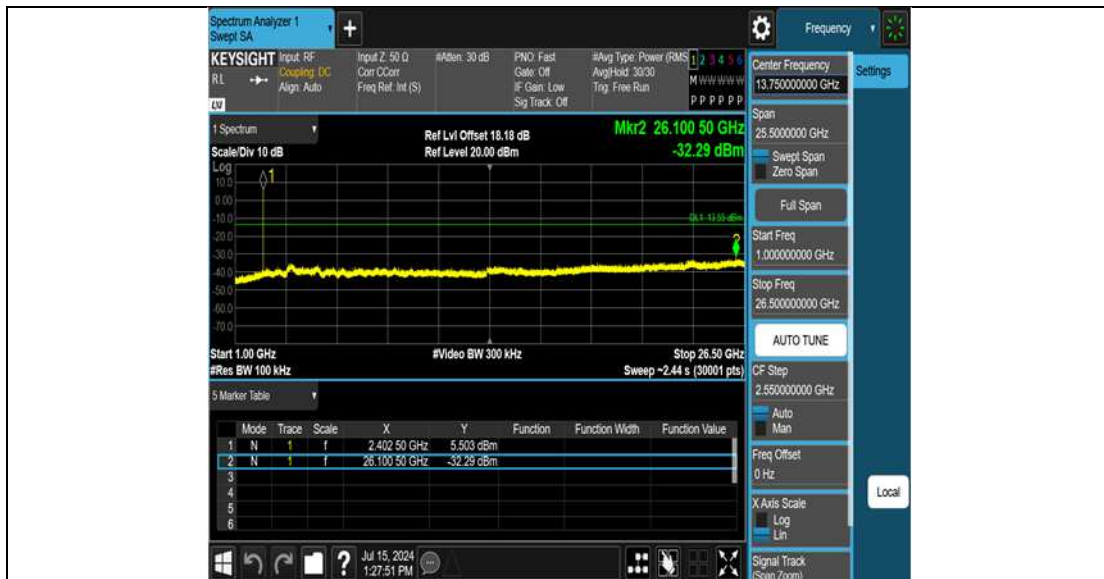 Spectrum Analyzer 1
Swept SA
Frequency
KEYSIGHT
RL
Input: RF
Coupling: DC
Align: Auto
Input Z: 50 Ω
Corr CCorr
Freq Ref: Int (S)
#Atten: 30 dB
PNO: Fast
Gate: Off
IF Gain: Low
Sig Track: Off
#Avg Type: Power (RMS
Avg|Hold: 30/30
Trig: Free Run
1 2 3 4 5 6
M W W W W W
P P P P P P
LXI
1 Spectrum
Scale/Div 10 dB
Ref Lvl Offset 18.18 dB
Ref Level 20.00 dBm
Mkr2 26.100 50 GHz
-32.29 dBm
Log
1
10.0
0.00
-10.0
DL1 -13.55 dBm
-20.0
2
-30.0
-40.0
-50.0
-60.0
-70.0
Start 1.00 GHz
#Video BW 300 kHz
Stop 26.50 GHz
#Res BW 100 kHz
Sweep ~2.44 s (30001 pts)
5 Marker Table
Mode Trace Scale X Y Function Function Width Function Value
1 N 1 f 2.402 50 GHz 5.503 dBm
2 N 1 f 26.100 50 GHz -32.29 dBm
3
4
5
6
Jul 15, 2024
1:27:51 PM
Center Frequency
13.750000000 GHz
Settings
Span
25.5000000 GHz
Swept Span
Zero Span
Full Span
Start Freq
1.000000000 GHz
Stop Freq
26.500000000 GHz
AUTO TUNE
CF Step
2.550000000 GHz
Auto
Man
Freq Offset
0 Hz
X Axis Scale
Log
Lin
Signal Track
(Span Zoom)
Local